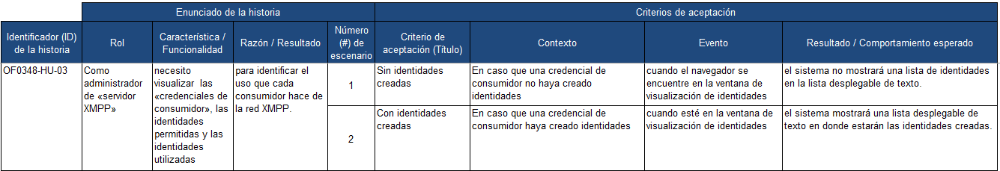 Enunciado de la historia
Criterios de aceptación
Identificador (ID)
de la historia
Rol
Característica /
Funcionalidad
Razón / Resultado
Número
(#) de
escenario
Criterio de
aceptación (Título)
Contexto
Evento
Resultado / Comportamiento esperado
OF0348-HU-03
Como
administrador
de «servidor
XMPP»
necesito
visualizar las
«credenciales de
consumidor», las
identidades
permitidas y las
identidades
utilizadas
para identificar el
uso que cada
consumidor hace de
la red XMPP.
1
Sin identidades
creadas
En caso que una credencial de
consumidor no haya creado
identidades
cuando el navegador se
encuentre en la ventana de
visualización de identidades
el sistema no mostrará una lista de identidades
en la lista desplegable de texto.
2
Con identidades
creadas
En caso que una credencial de
consumidor haya creado identidades
cuando esté en la ventana de
visualización de identidades
el sistema mostrará una lista desplegable de
texto en donde estarán las identidades creadas.